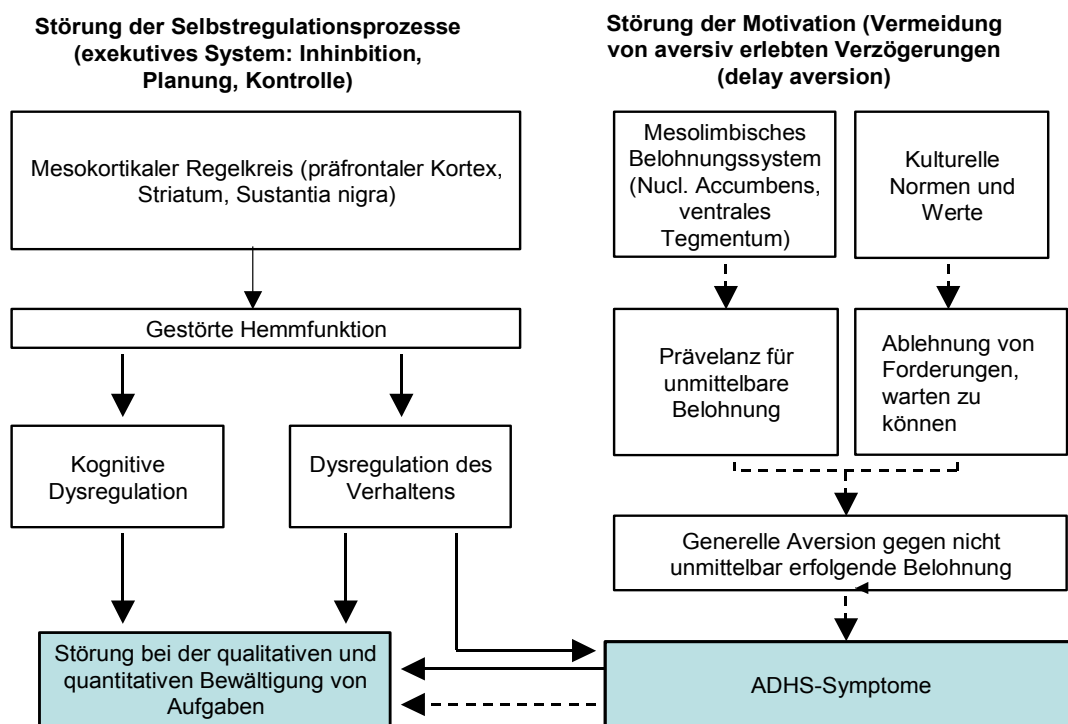 Störung der Selbstregulationsprozesse
(exekutives System: Inhinbition,
Planung, Kontrolle)
Störung der Motivation (Vermeidung
von aversiv erlebten Verzögerungen
(delay aversion)
Mesokortikaler Regelkreis (präfrontaler Kortex,
Striatum, Sustantia nigra)
Mesolimbisches
Belohnungssystem
(Nucl. Accumbens,
ventrales
Tegmentum)
Kulturelle
Normen und
Werte
Gestörte Hemmfunktion
Prävelanz für
unmittelbare
Belohnung
Ablehnung von
Forderungen,
warten zu
können
Kognitive
Dysregulation
Dysregulation des
Verhaltens
Generelle Aversion gegen nicht
unmittelbar erfolgende Belohnung
Störung bei der qualitativen und
quantitativen Bewältigung von
Aufgaben
ADHS-Symptome